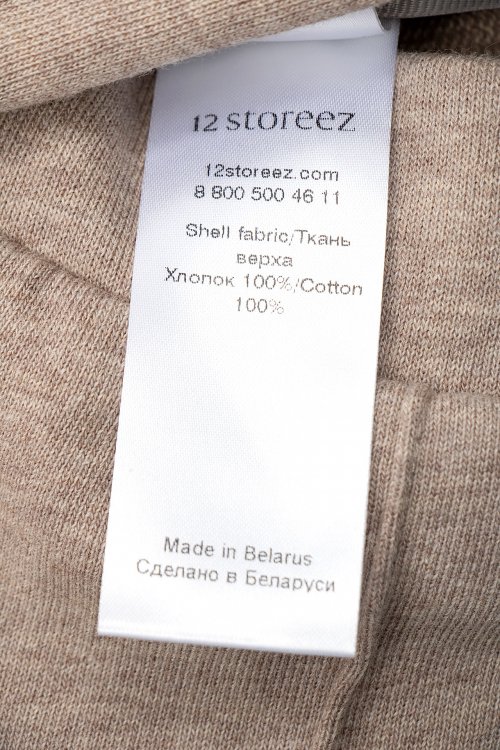 12 storeez
12storeez.com
8 800 500 46 11
Shell fabric/Ткань
верха
Хлопок 100%/Cotton
100%
Made in Belarus
Сделано в Беларуси